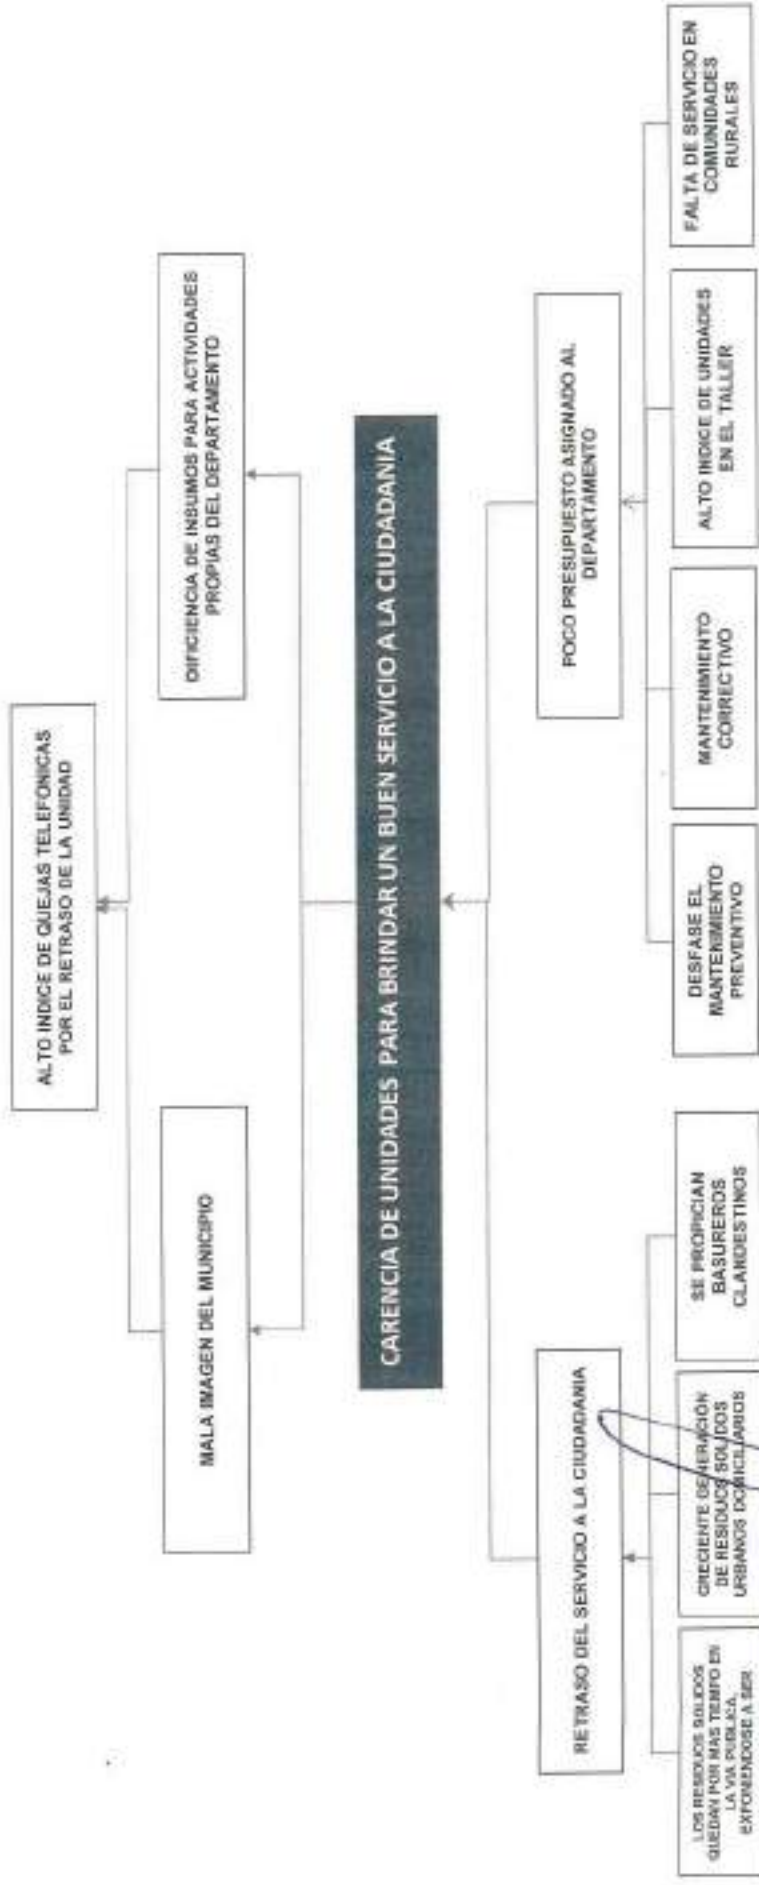 ALTO INDICE DE QUEJAS TELEFONICAS
POR EL RETRASO DE LA UNIDAD
MALA IMAGEN DEL MUNICIPIO
DIFICIENCIA DE INSUMOS PARA ACTIVIDADES
PROPIAS DEL DEPARTAMENTO
CARENCIA DE UNIDADES PARA BRINDAR UN BUEN SERVICIO A LA CIUDADANIA
RETRASO DEL SERVICIO A LA CIUDADANIA
POCO PRESUPUESTO ASIGNADO AL
DEPARTAMENTO
LOS RESIDUOS SOLIDOS
QUEDAN POR MAS TIEMPO EN
LA VIA PUBLICA,
EXPONIENDOSE A SER
CRECIENTE GENERACIÓN
DE RESIDUOS SOLIDOS
URBANOS DOMICILIARIOS
SE PROPICIAN
BASUREROS
CLANDESTINOS
DESFASE EL
MANTENIMIENTO
PREVENTIVO
MANTENIMIENTO
CORRECTIVO
ALTO INDICE DE UNIDADES
EN EL TALLER
FALTA DE SERVICIO EN
COMUNIDADES
RURALES